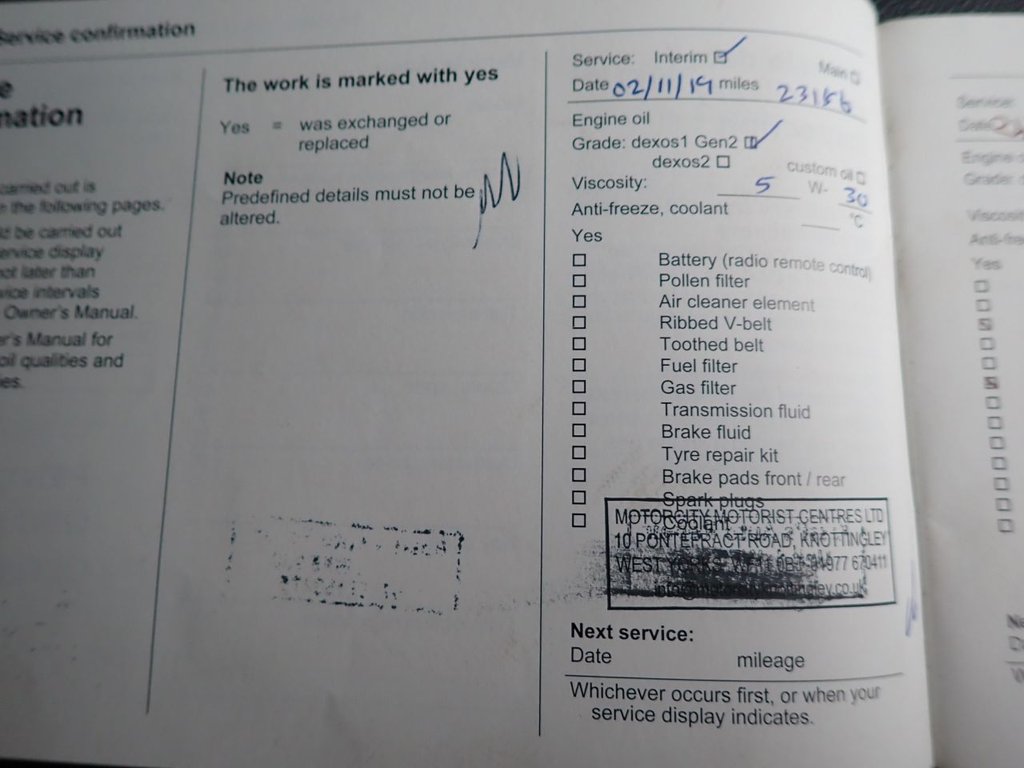 Service confirmation
mation
carried out is
the following pages.
be carried out
service display
not later than
intervals
Owner's Manual.
Manual for
oil qualities and
The work is marked with yes
Yes = was exchanged or
replaced
Note
Predefined details must not be
altered.
Service: Interim ☑ Main ☐
Date 02/11/19 miles 23156
Engine oil
Grade: dexos1 Gen2 ☑
dexos2 ☐ custom oil ☐
Viscosity: 5 W- 30
Anti-freeze, coolant °C
Yes
☐ Battery (radio remote control)
☐ Pollen filter
☐ Air cleaner element
☐ Ribbed V-belt
☐ Toothed belt
☐ Fuel filter
☐ Gas filter
☐ Transmission fluid
☐ Brake fluid
☐ Tyre repair kit
☐ Brake pads front / rear
☐ Spark plugs
☐ Coolant
MOTORCITY MOTORIST CENTRES LTD
10 PONTEFRACT ROAD, KNOTTINGLEY
WEST YORKS
Next service:
Date mileage
Whichever occurs first, or when your
service display indicates.
Service:
Date
Engine
Grade:
Yes